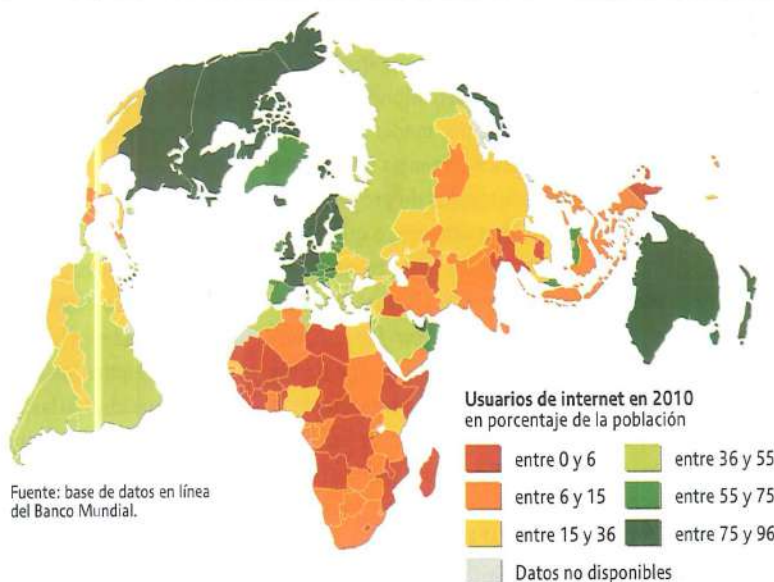 Usuarios de internet en 2010
en porcentaje de la población
entre 0 y 6
entre 36 y 55
entre 6 y 15
entre 55 y 75
entre 15 y 36
entre 75 y 96
Datos no disponibles
Fuente: base de datos en línea
del Banco Mundial.